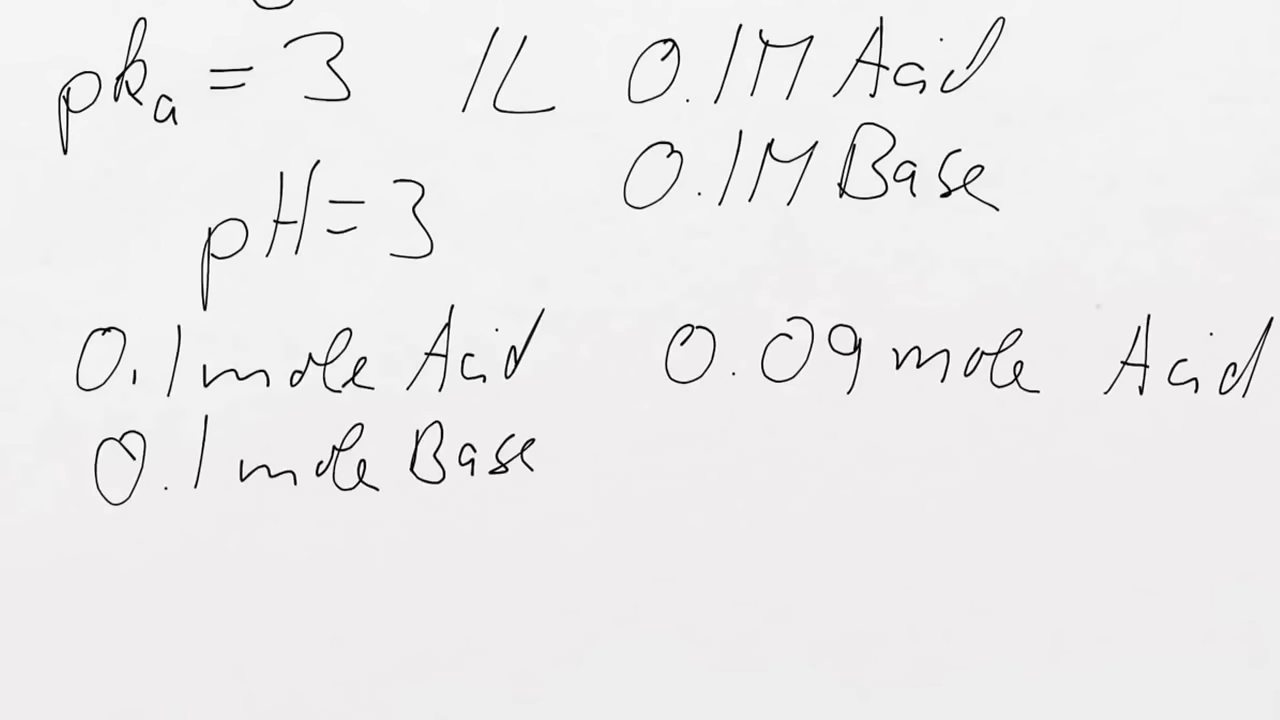 pka = 3 1L 0.1M Acid
0.1M Base
pH = 3
0.1 mole Acid 0.09 mole Acid
0.1 mole Base